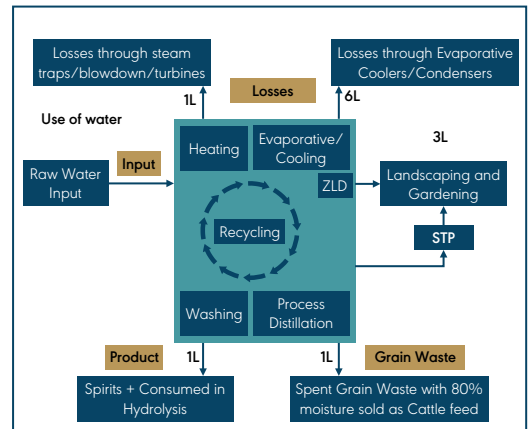 Losses through steam
traps/blowdown/turbines
Losses through Evaporative
Coolers/Condensers
1L
Losses
6L
Use of water
3L
Input
Heating
Evaporative/
Cooling
Raw Water
Input
ZLD
Landscaping and
Gardening
Recycling
STP
Washing
Process
Distillation
Product
1L
1L
Grain Waste
Spirits + Consumed in
Hydrolysis
Spent Grain Waste with 80%
moisture sold as Cattle feed